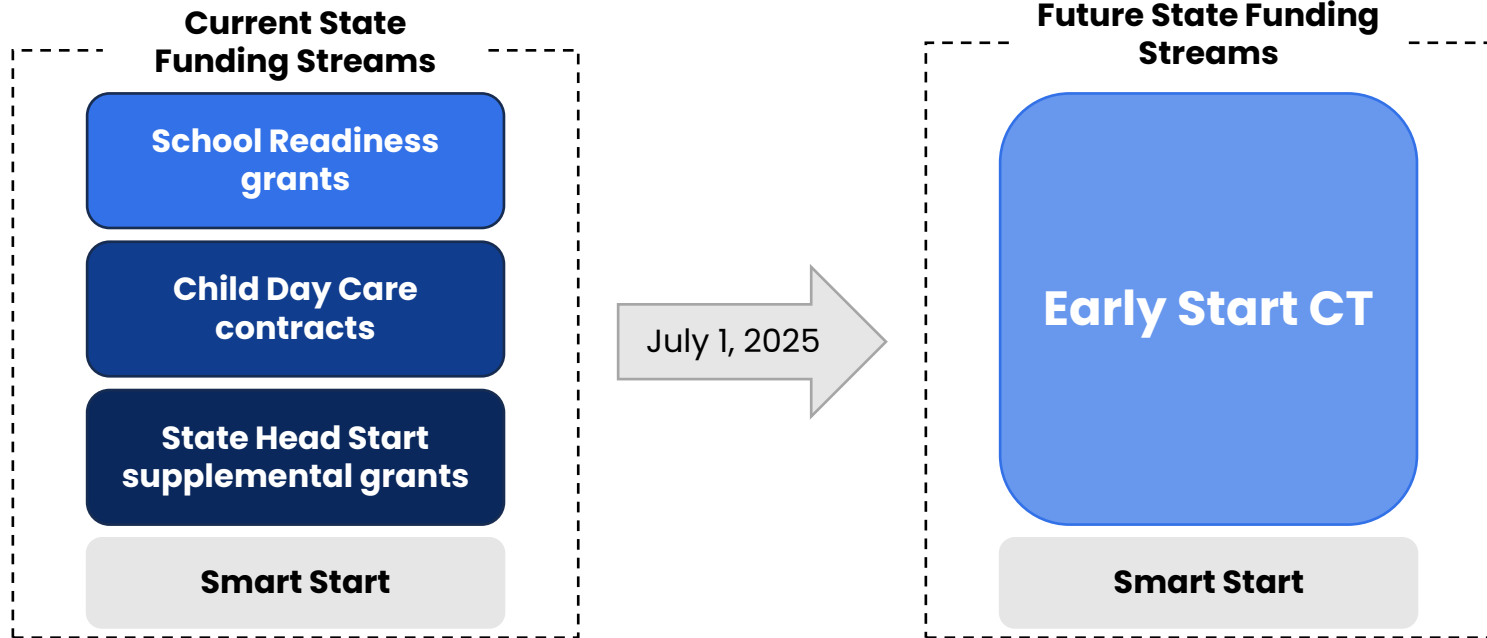 Current State
Funding Streams
School Readiness
grants
Child Day Care
contracts
State Head Start
supplemental grants
Smart Start
July 1, 2025
Future State Funding
Streams
Early Start CT
Smart Start